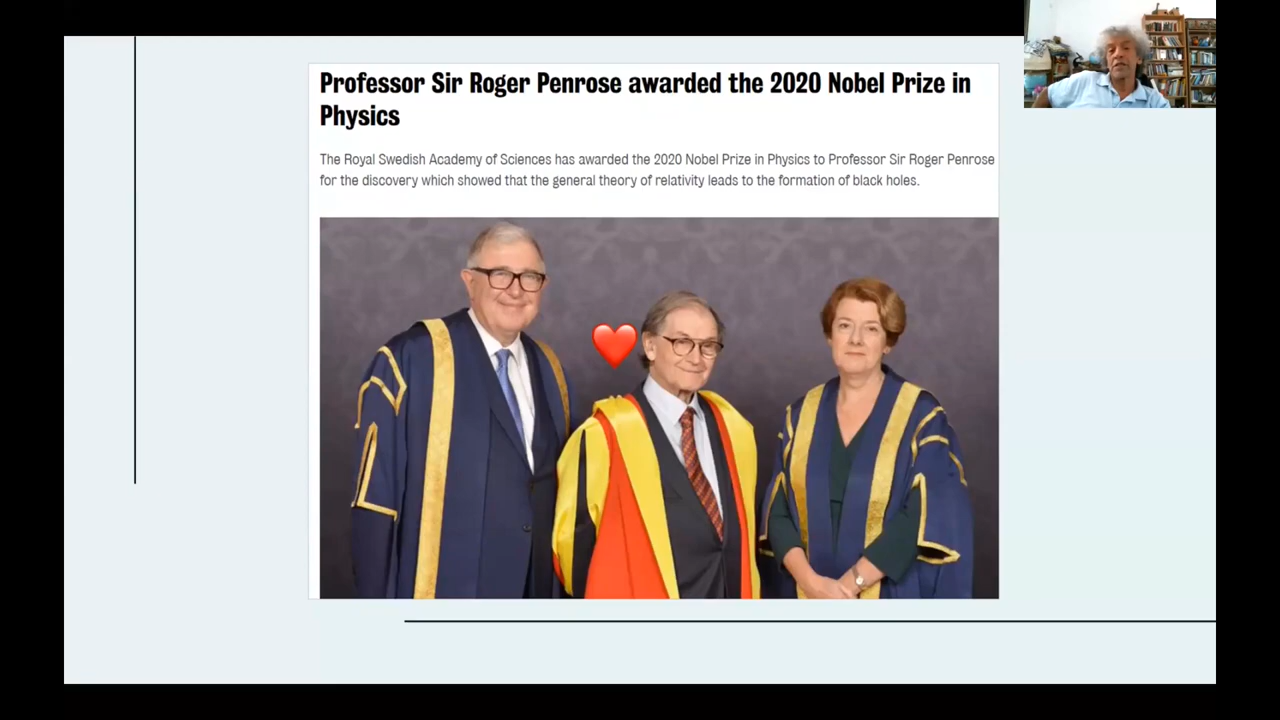 Professor Sir Roger Penrose awarded the 2020 Nobel Prize in
Physics
The Royal Swedish Academy of Sciences has awarded the 2020 Nobel Prize in Physics to Professor Sir Roger Penrose
for the discovery which showed that the general theory of relativity leads to the formation of black holes.